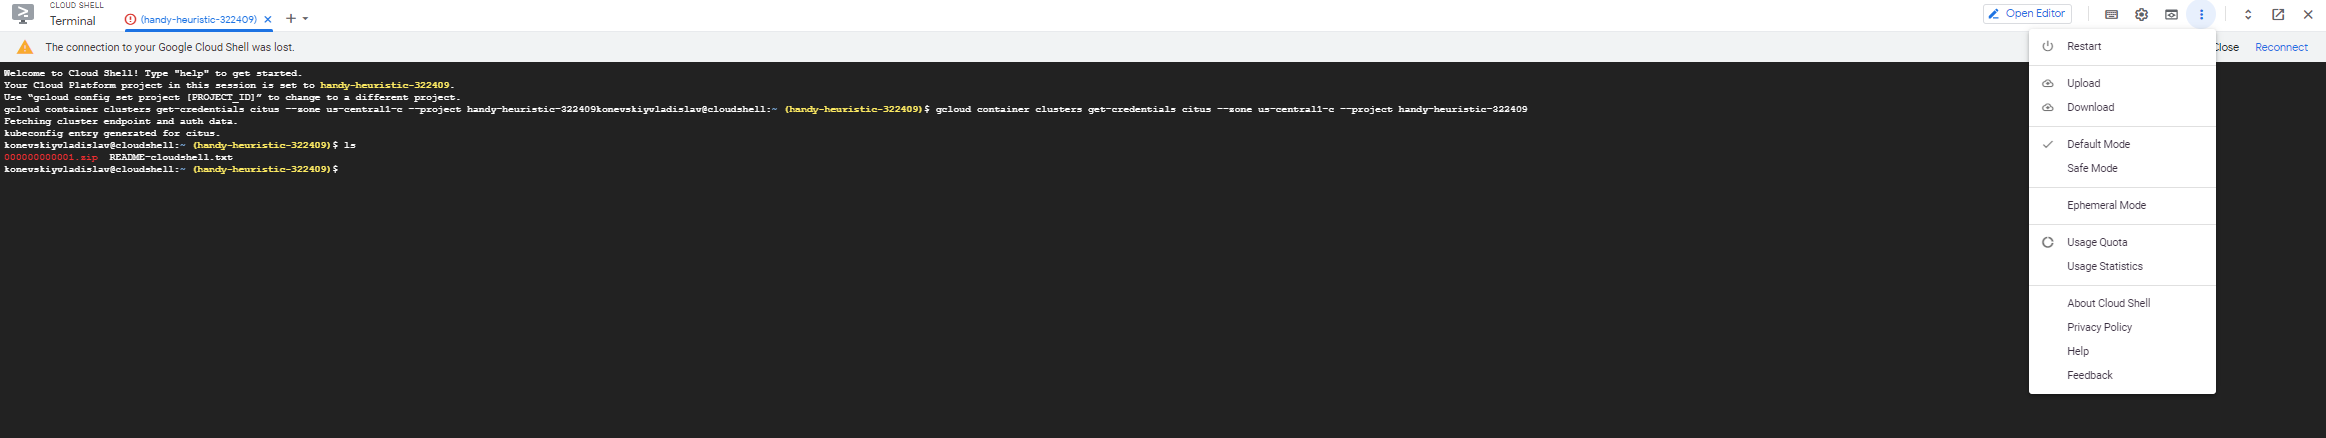 CLOUD SHELL
Terminal
(handy-heuristic-322409)
Open Editor
The connection to your Google Cloud Shell was lost.
Close
Reconnect
Welcome to Cloud Shell! Type "help" to get started.
Your Cloud Platform project in this session is set to handy-heuristic-322409.
Use “gcloud config set project [PROJECT_ID]” to change to a different project.
gcloud container clusters get-credentials citus --zone us-central1-c --project handy-heuristic-322409konevskiyvladislav@cloudshell:~ (handy-heuristic-322409)$ gcloud container clusters get-credentials citus --zone us-central1-c --project handy-heuristic-322409
Fetching cluster endpoint and auth data.
kubeconfig entry generated for citus.
konevskiyvladislav@cloudshell:~ (handy-heuristic-322409)$ ls
000000000001.zip  README-cloudshell.txt
konevskiyvladislav@cloudshell:~ (handy-heuristic-322409)$
Restart
Upload
Download
Default Mode
Safe Mode
Ephemeral Mode
Usage Quota
Usage Statistics
About Cloud Shell
Privacy Policy
Help
Feedback